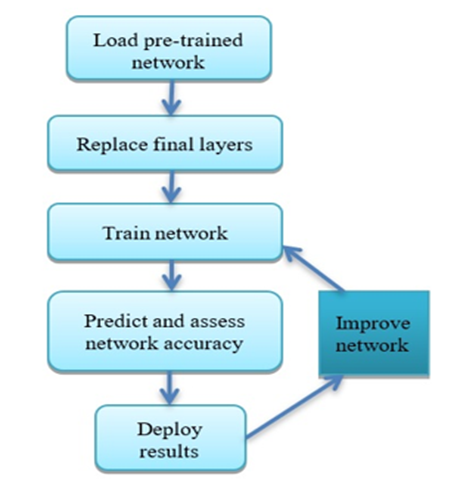 Load pre-trained
network
Replace final layers
Train network
Predict and assess
network accuracy
Improve
network
Deploy
results